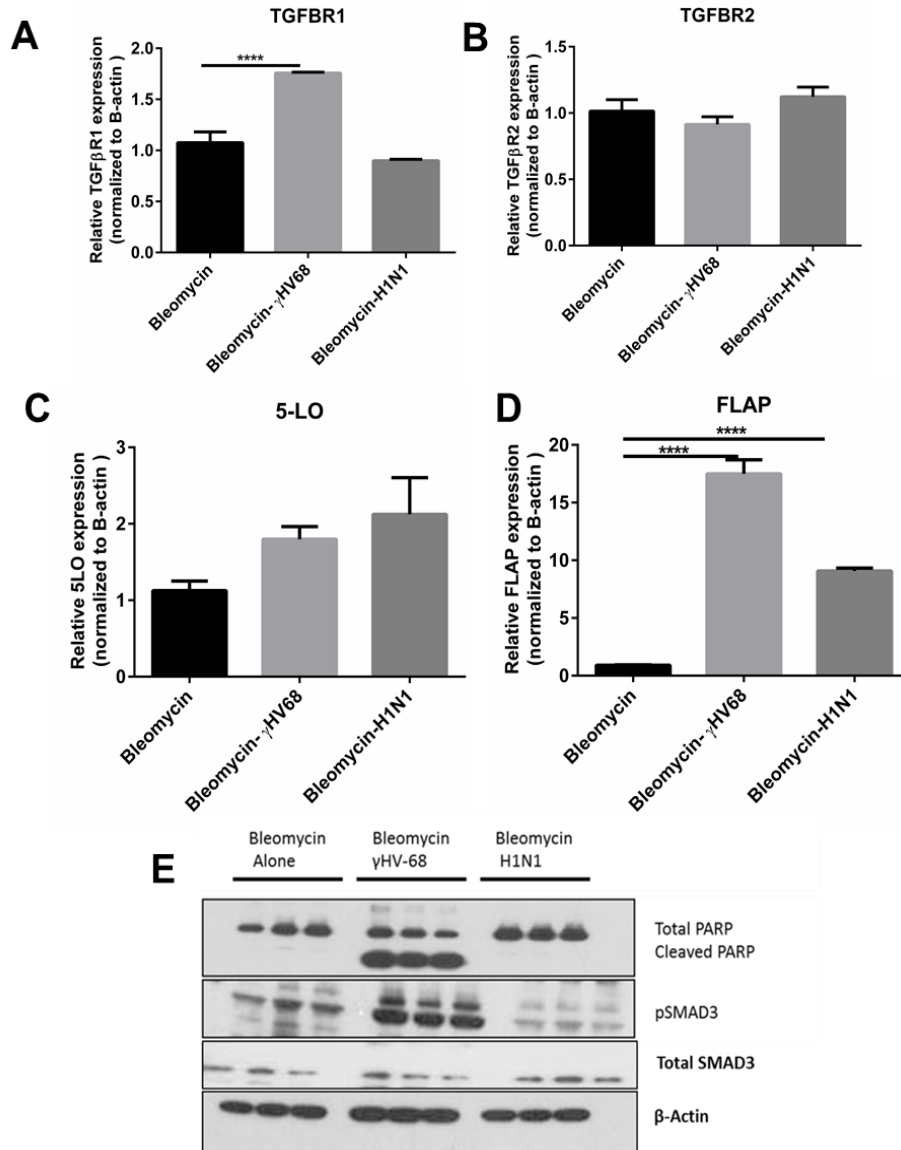 A
TGFBR1
Relative TGFβR1 expression
(normalized to B-actin )
2.0
1.5
1.0
0.5
0.0
****
Bleomycin
Bleomycin- γHV68
Bleomycin-H1N1
B
TGFBR2
Relative TGFβR2 expression
(normalized to B-actin )
1.5
1.0
0.5
0.0
Bleomycin
Bleomycin- γHV68
Bleomycin-H1N1
C
5-LO
Relative 5LO expression
(normalized to B-actin )
3
2
1
0
Bleomycin
Bleomycin- γHV68
Bleomycin-H1N1
D
FLAP
Relative FLAP expression
(normalized to B-actin )
20
15
10
5
0
****
****
Bleomycin
Bleomycin- γHV68
Bleomycin-H1N1
E
Bleomycin
Alone
Bleomycin
γHV-68
Bleomycin
H1N1
Total PARP
Cleaved PARP
pSMAD3
Total SMAD3
β-Actin